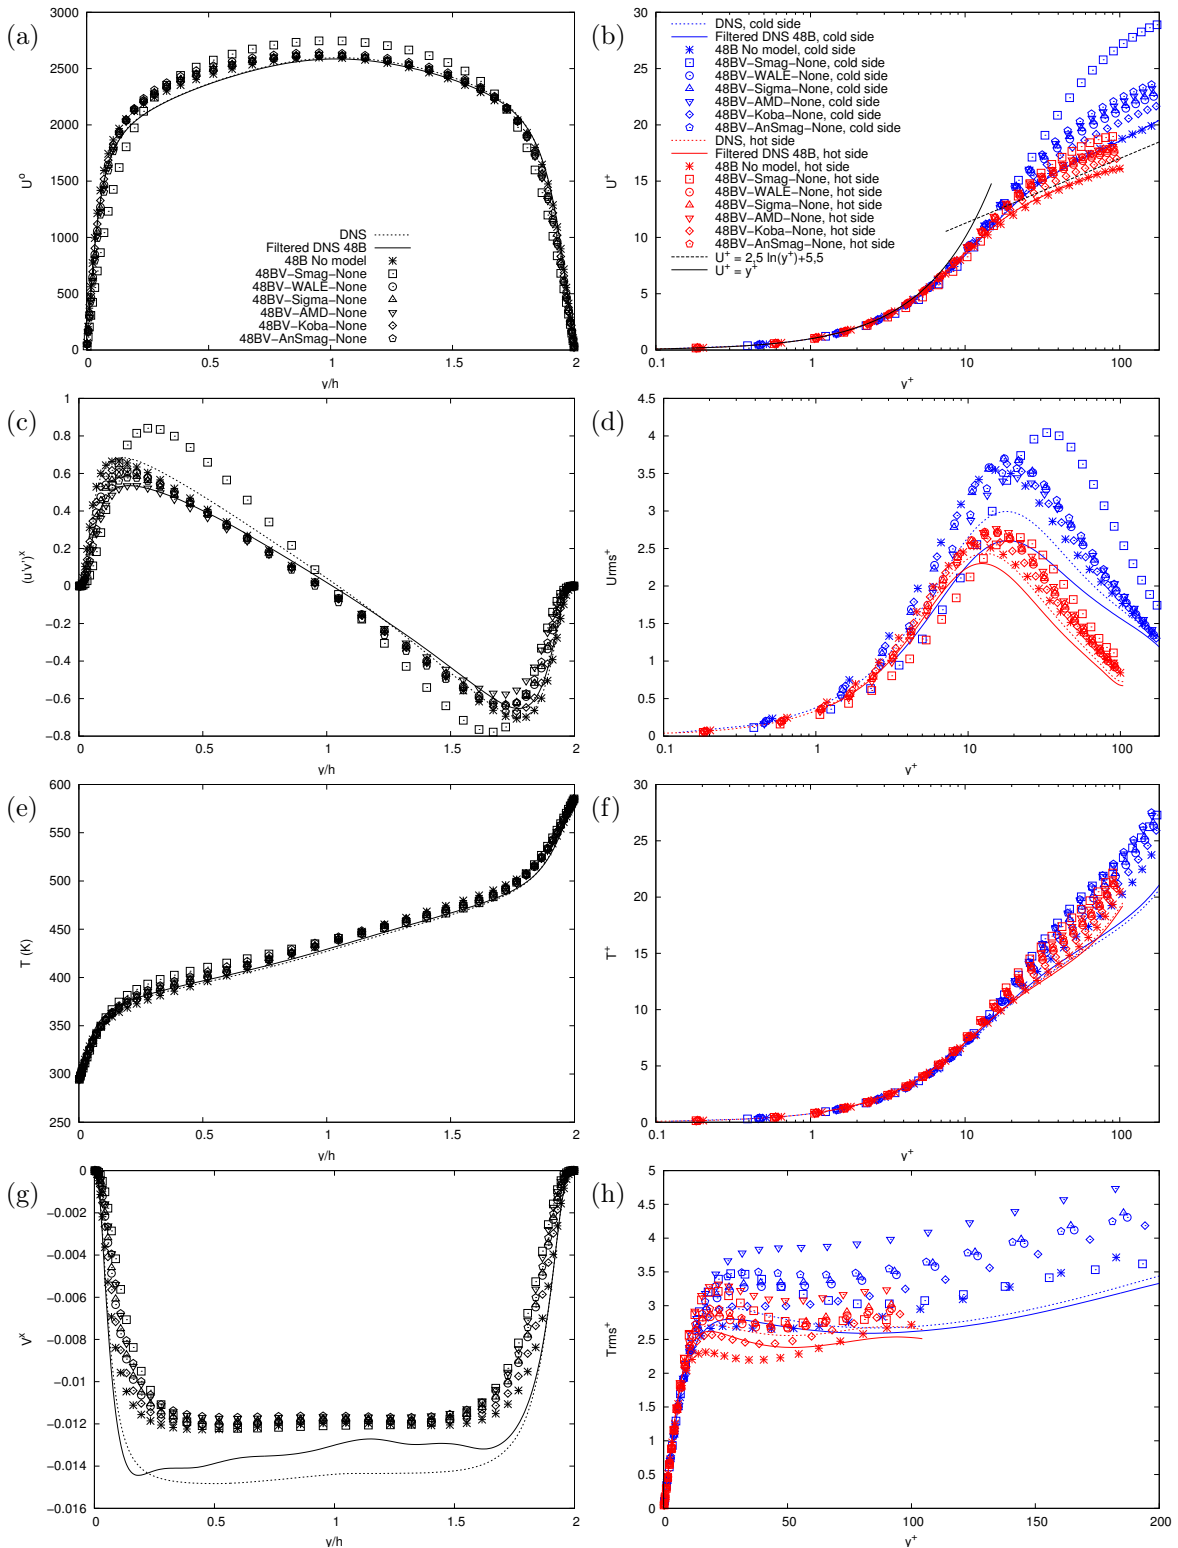 (a)
3000
2500
2000
1500
1000
500
0
U°
DNS
Filtered DNS 48B
48B No model
48BV−Smag−None
48BV−WALE−None
48BV−Sigma−None
48BV−AMD−None
48BV−Koba−None
48BV−AnSmag−None
0 0.5 1 1.5 2
y/h
(b)
30
25
20
15
10
5
0
U+
DNS, cold side
Filtered DNS 48B, cold side
48B No model, cold side
48BV−Smag−None, cold side
48BV−WALE−None, cold side
48BV−Sigma−None, cold side
48BV−AMD−None, cold side
48BV−Koba−None, cold side
48BV−AnSmag−None, cold side
DNS, hot side
Filtered DNS 48B, hot side
48B No model, hot side
48BV−Smag−None, hot side
48BV−WALE−None, hot side
48BV−Sigma−None, hot side
48BV−AMD−None, hot side
48BV−Koba−None, hot side
48BV−AnSmag−None, hot side
U+ = 2,5 ln(y+)+5,5
U+ = y+
0.1 1 10 100
y+
(c)
1
0.8
0.6
0.4
0.2
0
−0.2
−0.4
−0.6
−0.8
(u'v')x
0 0.5 1 1.5 2
y/h
(d)
4.5
4
3.5
3
2.5
2
1.5
1
0.5
0
Urms+
0.1 1 10 100
y+
(e)
600
550
500
450
400
350
300
250
T (K)
0 0.5 1 1.5 2
y/h
(f)
30
25
20
15
10
5
0
T+
0.1 1 10 100
y+
(g)
0
−0.002
−0.004
−0.006
−0.008
−0.01
−0.012
−0.014
−0.016
Vx
0 0.5 1 1.5 2
y/h
(h)
5
4.5
4
3.5
3
2.5
2
1.5
1
0.5
0
Trms+
0 50 100 150 200
y+